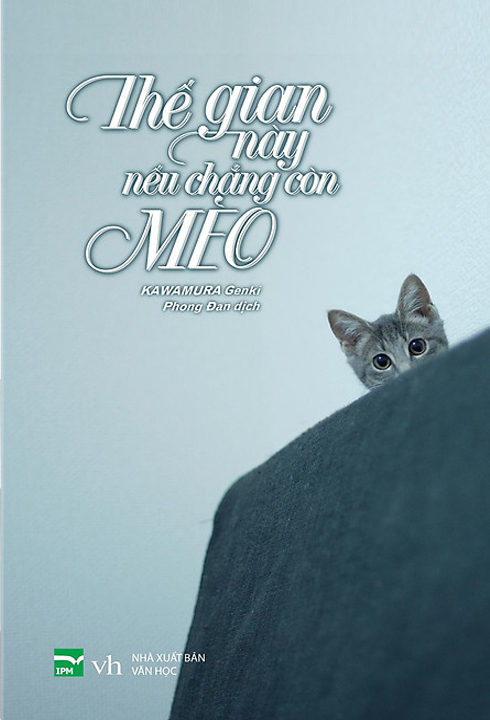 Thế gian
này
nếu chẳng còn
MÈO
KAWAMURA Genki
Phong Đan dịch
IPM
vh
NHÀ XUẤT BẢN
VĂN HỌC